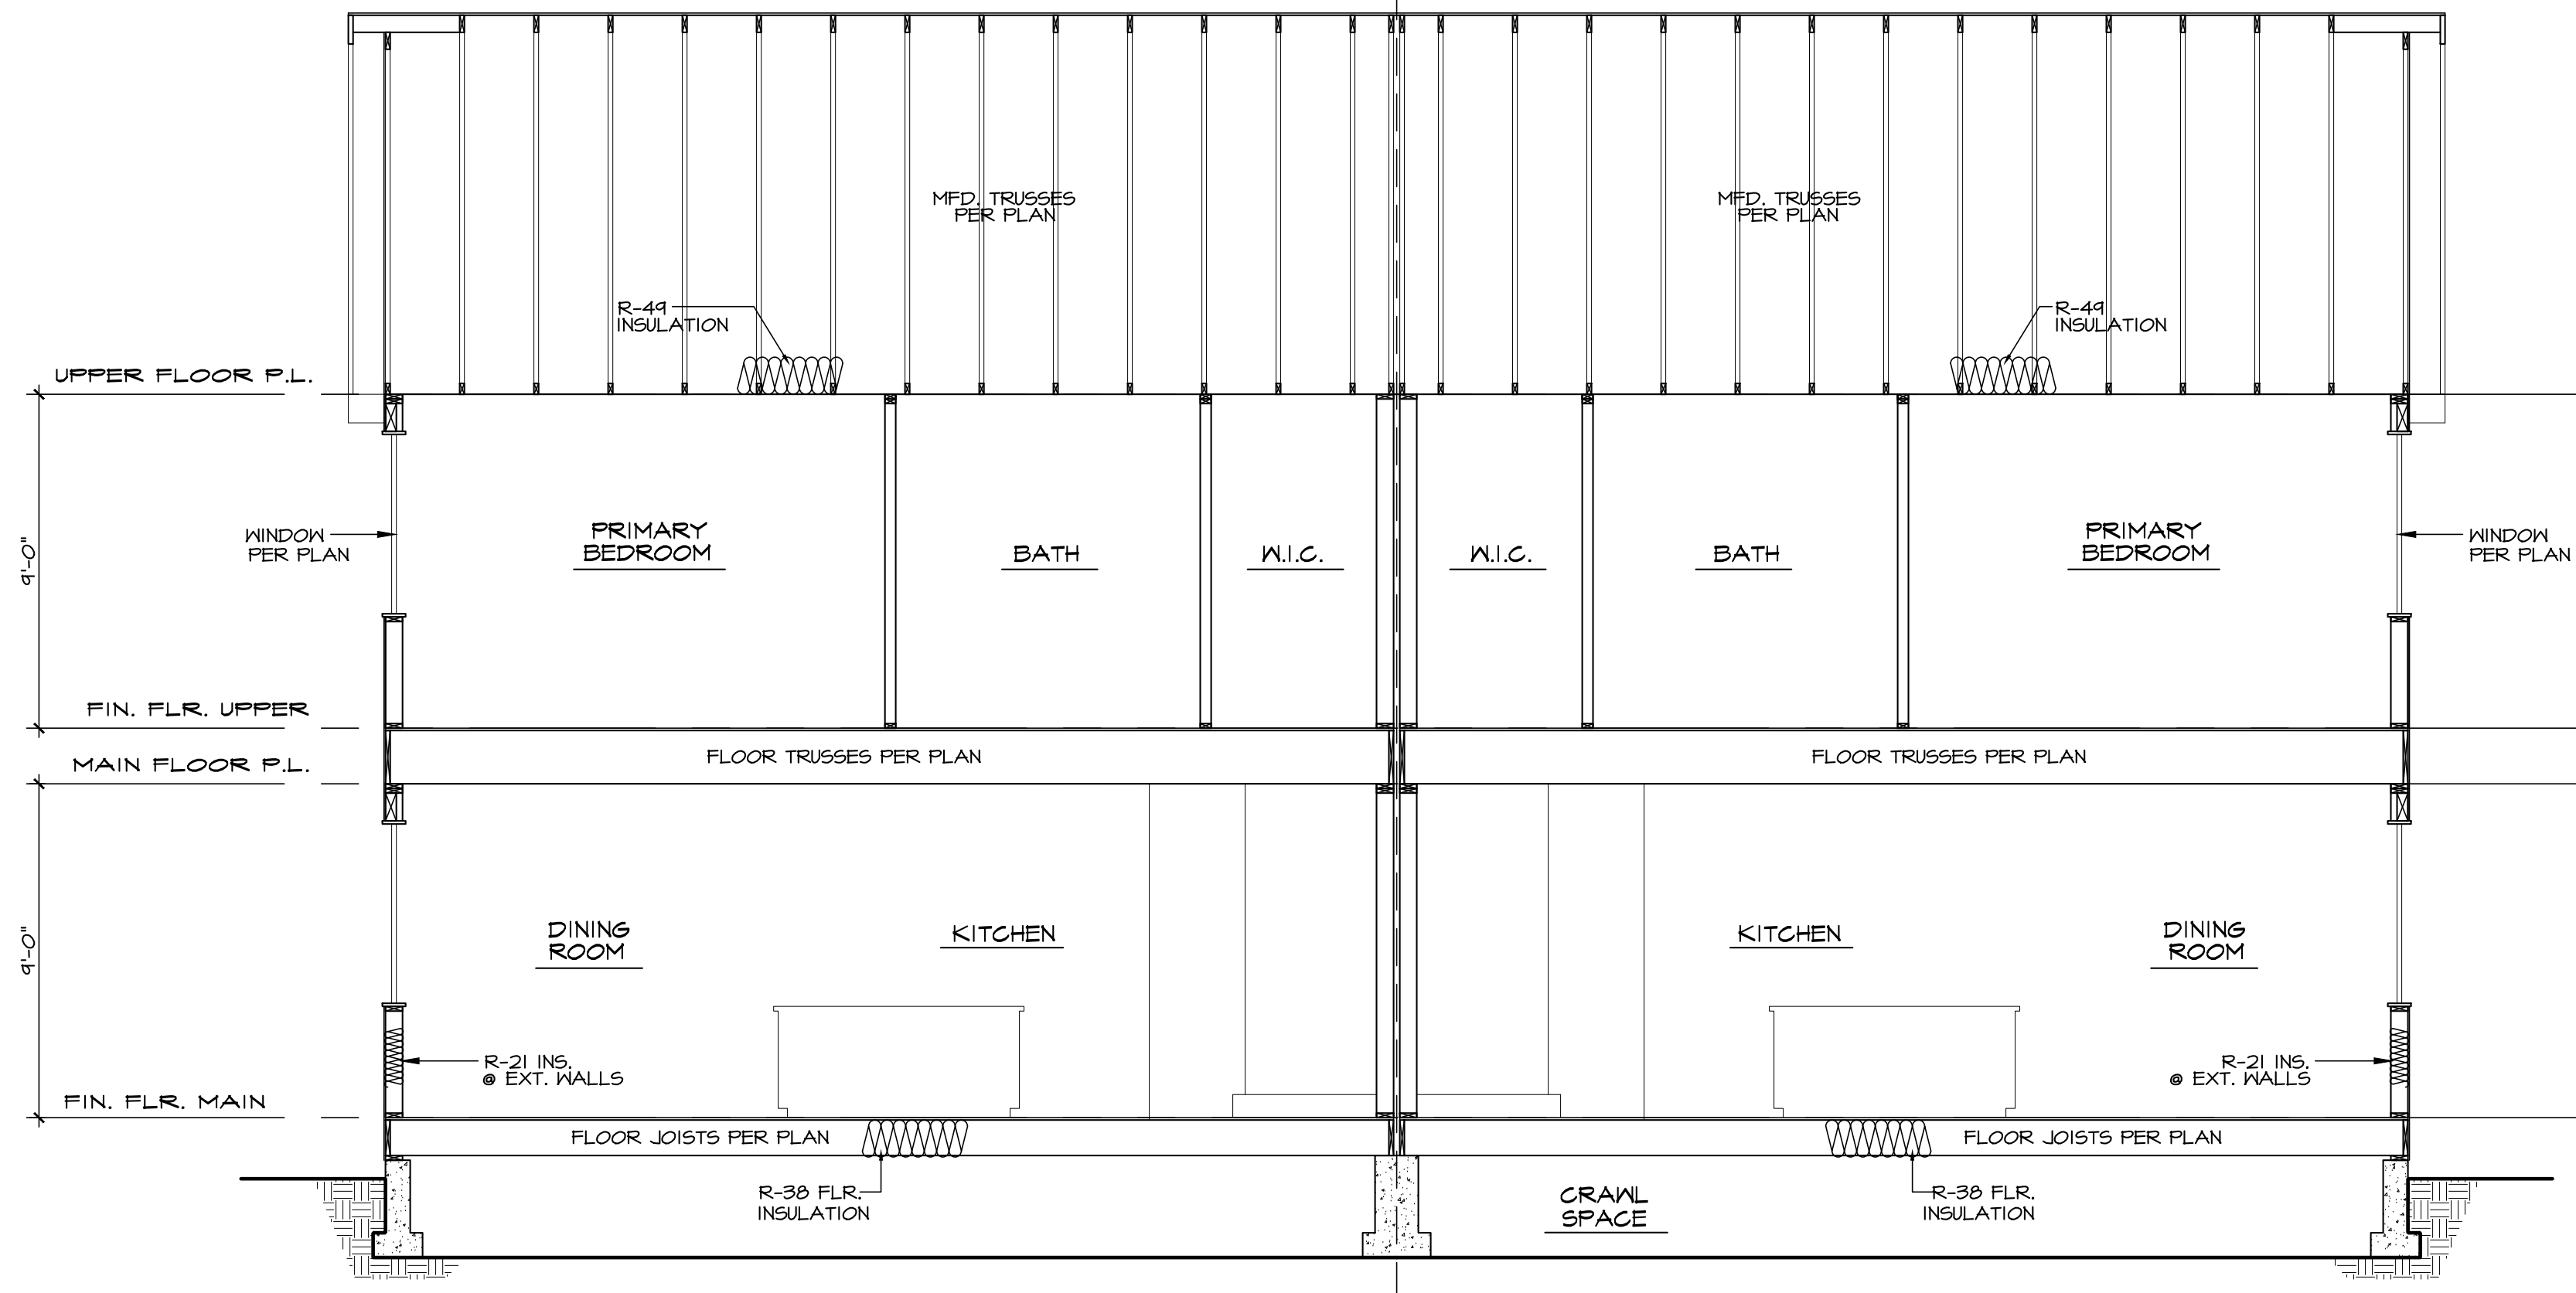 MFD. TRUSSES
PER PLAN
MFD. TRUSSES
PER PLAN
R-49
INSULATION
R-49
INSULATION
UPPER FLOOR P.L.
9'-0"
WINDOW
PER PLAN
PRIMARY
BEDROOM
BATH
W.I.C.
W.I.C.
BATH
PRIMARY
BEDROOM
WINDOW
PER PLAN
FIN. FLR. UPPER
FLOOR TRUSSES PER PLAN
FLOOR TRUSSES PER PLAN
MAIN FLOOR P.L.
9'-0"
DINING
ROOM
KITCHEN
KITCHEN
DINING
ROOM
R-21 INS.
@ EXT. WALLS
R-21 INS.
@ EXT. WALLS
FIN. FLR. MAIN
FLOOR JOISTS PER PLAN
FLOOR JOISTS PER PLAN
R-38 FLR.
INSULATION
CRAWL
SPACE
R-38 FLR.
INSULATION